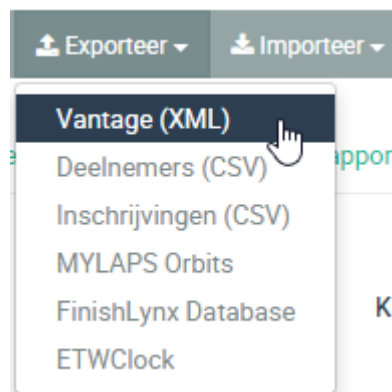 Exporteer Importeer
Vantage (XML)
Deelnemers (CSV)
Inschrijvingen (CSV)
MYLAPS Orbits
FinishLynx Database
ETWClock